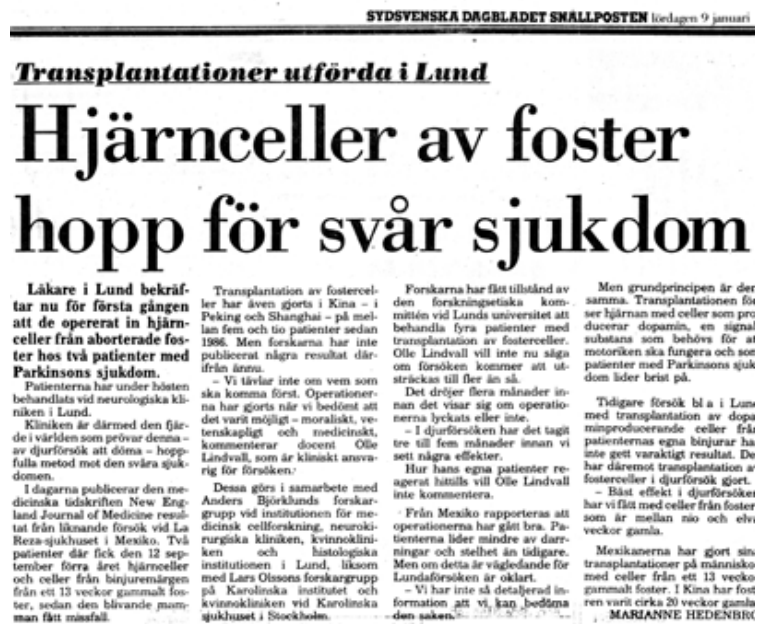 SYDSVENSKA DAGBLADET SNÄLLPOSTEN lördagen 9 januari
Transplantationer utförda i Lund
Hjärnceller av foster
hopp för svår sjukdom
Läkare i Lund bekräf-
tar nu för första gången
att de opererat in hjärn-
celler från aborterade fos-
ter hos två patienter med
Parkinsons sjukdom.
Patienterna har under hösten
behandlats vid neurologiska kli-
niken i Lund.
Kliniken är därmed den fjär-
de i världen som prövar denna –
av djurförsök att döma – hopp-
fulla metod mot den svåra sjuk-
domen.
I dagarna publicerar den me-
dicinska tidskriften New Eng-
land Journal of Medicine resul-
tat från liknande försök vid La
Reza-sjukhuset i Mexiko. Två
patienter där fick den 12 sep-
tember förra året hjärnceller
och celler från binjuremärgen
från ett 13 veckor gammalt fos-
ter, sedan den blivande mam-
man fått missfall.
Transplantation av fostercel-
ler har även gjorts i Kina – i
Peking och Shanghai – på mel-
lan fem och tio patienter sedan
1986. Men forskarna har inte
publicerat några resultat där-
ifrån ännu.
– Vi tävlar inte om vem som
ska komma först. Operationer-
na har gjorts när vi bedömt att
det varit möjligt – moraliskt, ve-
tenskapligt och medicinskt,
kommenterar docent Olle
Lindvall, som är kliniskt ansva-
rig för försöken.
Dessa görs i samarbete med
Anders Björklunds forskar-
grupp vid institutionen för me-
dicinsk cellforskning, neuroki-
rurgiska kliniken, kvinnoklini-
ken och histologiska
institutionen i Lund, liksom
med Lars Olssons forskargrupp
på Karolinska institutet och
kvinnokliniken vid Karolinska
sjukhuset i Stockholm.
Forskarna har fått tillstånd av
den forskningsetiska kom-
mittén vid Lunds universitet att
behandla fyra patienter med
transplantation av fosterceller.
Olle Lindvall vill inte nu säga
om försöken kommer att ut-
sträckas till fler än så.
Det dröjer flera månader in-
nan det visar sig om operatio-
nerna lyckats eller inte.
– I djurförsöken har det tagit
tre till fem månader innan vi
sett några effekter.
Hur hans egna patienter re-
agerat hittills vill Olle Lindvall
inte kommentera.
Från Mexiko rapporteras att
operationerna har gått bra. Pa-
tienterna lider mindre av darr-
ningar och stelhet än tidigare.
Men om detta är vägledande för
Lundaförsöken är oklart.
– Vi har inte så detaljerad in-
formation att vi kan bedöma
den saken.
Men grundprincipen är den
samma. Transplantationen för
ser hjärnan med celler som pro
ducerar dopamin, en signal
substans som behövs för at
motoriken ska fungera och som
patienter med Parkinsons sjuk
dom lider brist på.
Tidigare försök bl a i Lund
med transplantation av dopa
minproducerande celler från
patienternas egna binjurar ha
inte gett varaktigt resultat. De
har däremot transplantation a
fosterceller i djurförsök gjort.
– Bäst effekt i djurförsöken
har vi fått med celler från foster
som är mellan nio och elva
veckor gamla.
Mexikanerna har gjort sina
transplantationer på människo
med celler från ett 13 vecko
gammalt foster. I Kina har fost
ren varit cirka 20 veckor gamla
MARIANNE HEDENBRO